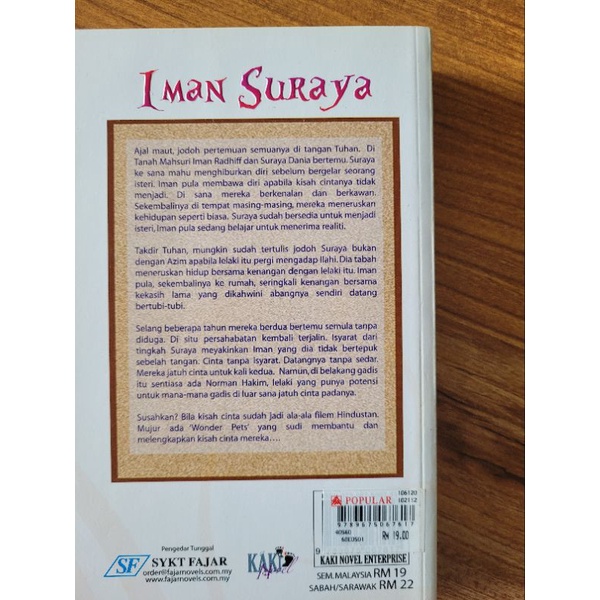 IMAN SURAYA
Ajal maut, jodoh pertemuan semuanya di tangan Tuhan. Di
Tanah Mahsuri Iman Radhiff dan Suraya Dania bertemu. Suraya
ke sana mahu menghiburkan diri sebelum bergelar seorang
isteri. Iman pula membawa diri apabila kisah cintanya tidak
menjadi. Di sana mereka berkenalan dan berkawan.
Sekembalinya di tempat masing-masing, mereka meneruskan
kehidupan seperti biasa. Suraya sudah bersedia untuk menjadi
isteri, Iman pula sedang belajar untuk menerima realiti.
Takdir Tuhan, mungkin sudah tertulis jodoh Suraya bukan
dengan Azim apabila lelaki itu pergi mengadap Ilahi. Dia tabah
meneruskan hidup bersama kenangan dengan lelaki itu. Iman
pula, sekembalinya ke rumah, seringkali kenangan bersama
kekasih lama yang dikahwini abangnya sendiri datang
bertubi-tubi.
Selang beberapa tahun mereka berdua bertemu semula tanpa
diduga. Di situ persahabatan kembali terjalin. Isyarat dari
tingkah Suraya meyakinkan Iman yang dia tidak bertepuk
sebelah tangan. Cinta tanpa Isyarat. Datangnya tanpa sedar.
Mereka jatuh cinta untuk kali kedua. Namun, di belakang gadis
itu sentiasa ada Norman Hakim, lelaki yang punya potensi
untuk mana-mana gadis di luar sana jatuh cinta padanya.
Susahkan? Bila kisah cinta sudah jadi ala-ala filem Hindustan.
Mujur ada 'Wonder Pets' yang sudi membantu dan
melengkapkan kisah cinta mereka....
Pengedar Tunggal
SF SYKT FAJAR
order@fajarnovels.com.my
www.fajarnovels.com.my
KAKI novel
POPULAR
106120
102112
9789675067617
RM 19.00
9
KAKI NOVEL ENTERPRISE
SEM. MALAYSIA RM 19
SABAH/SARAWAK RM 22